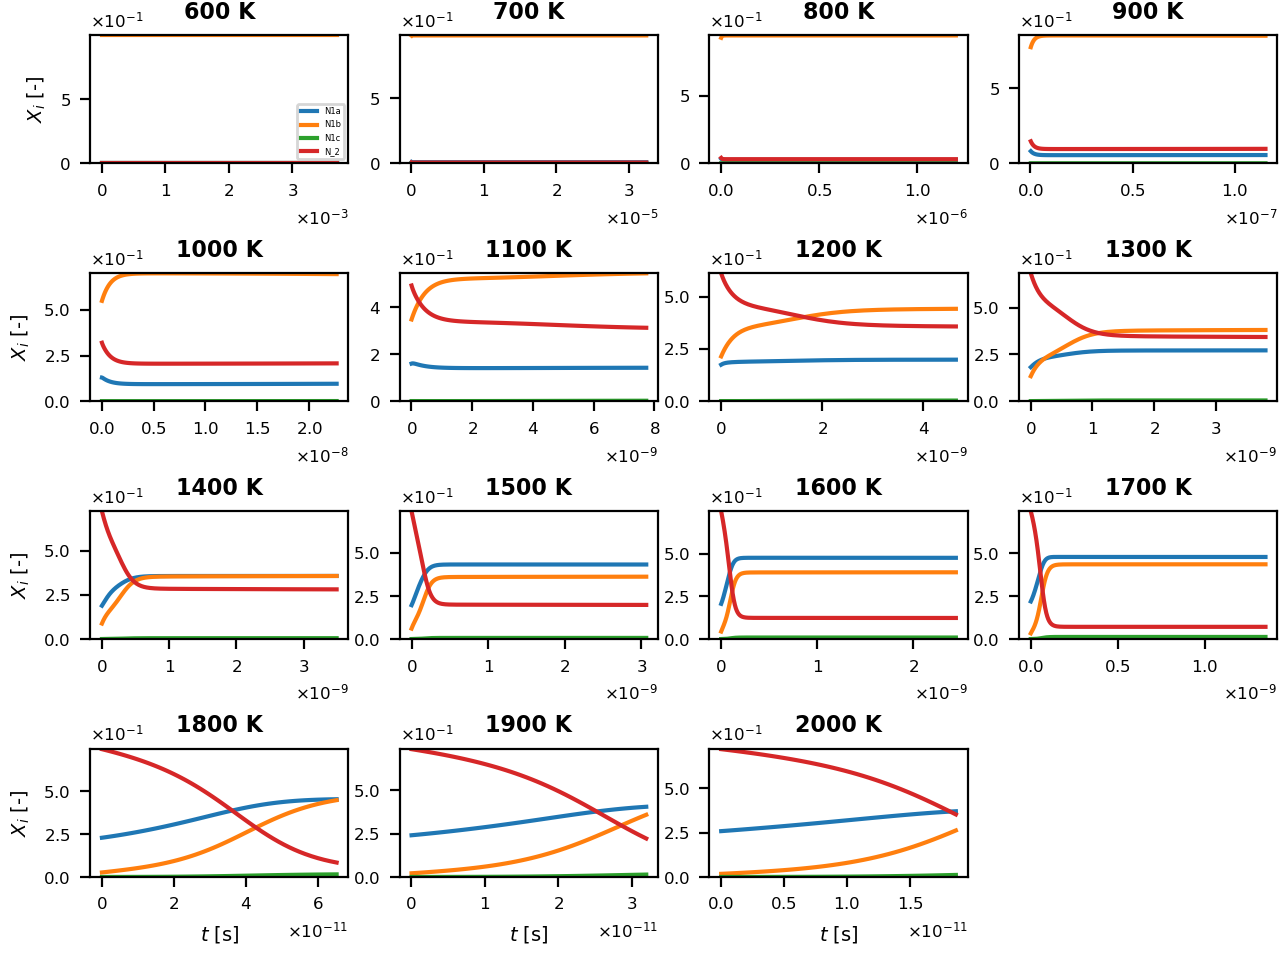 600 K 700 K 800 K 900 K
×10⁻¹ ×10⁻¹ ×10⁻¹ ×10⁻¹
X_i [-]
5 5 5 5
0 0 0 0
N1a
N1b
N1c
N_2
0 1 2 3 0 1 2 3 0.0 0.5 1.0 0.0 0.5 1.0
×10⁻³ ×10⁻⁵ ×10⁻⁶ ×10⁻⁷
1000 K 1100 K 1200 K 1300 K
×10⁻¹ ×10⁻¹ ×10⁻¹ ×10⁻¹
X_i [-]
5.0 4 5.0 5.0
2.5 2 2.5 2.5
0.0 0 0.0 0.0
0.0 0.5 1.0 1.5 2.0 0 2 4 6 8 0 2 4 0 1 2 3
×10⁻⁸ ×10⁻⁹ ×10⁻⁹ ×10⁻⁹
1400 K 1500 K 1600 K 1700 K
×10⁻¹ ×10⁻¹ ×10⁻¹ ×10⁻¹
X_i [-]
5.0 5.0 5.0 5.0
2.5 2.5 2.5 2.5
0.0 0.0 0.0 0.0
0 1 2 3 0 1 2 3 0 1 2 0.0 0.5 1.0
×10⁻⁹ ×10⁻⁹ ×10⁻⁹ ×10⁻⁹
1800 K 1900 K 2000 K
×10⁻¹ ×10⁻¹ ×10⁻¹
X_i [-]
5.0 5.0 5.0
2.5 2.5 2.5
0.0 0.0 0.0
0 2 4 6 0 1 2 3 0.0 0.5 1.0 1.5
×10⁻¹¹ ×10⁻¹¹ ×10⁻¹¹
t [s] t [s] t [s]